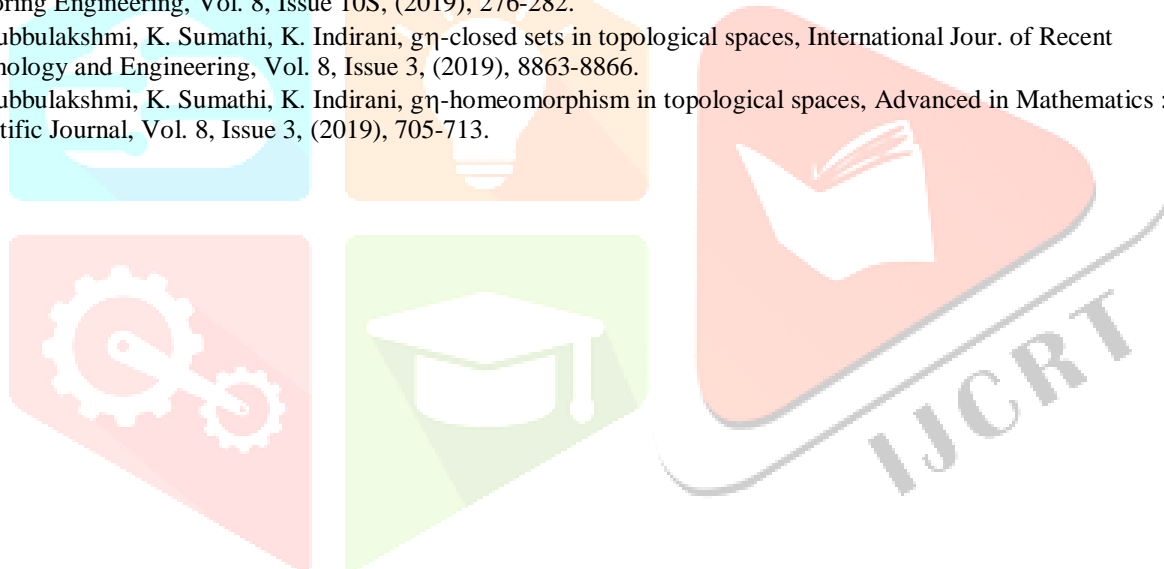 oring Engineering, Vol. 8, Issue 10S, (2019), 276-282.
ubbulakshmi, K. Sumathi, K. Indirani, gη-closed sets in topological spaces, International Jour. of Recent
nology and Engineering, Vol. 8, Issue 3, (2019), 8863-8866.
ubbulakshmi, K. Sumathi, K. Indirani, gη-homeomorphism in topological spaces, Advanced in Mathematics :
ntific Journal, Vol. 8, Issue 3, (2019), 705-713.
IJCRT